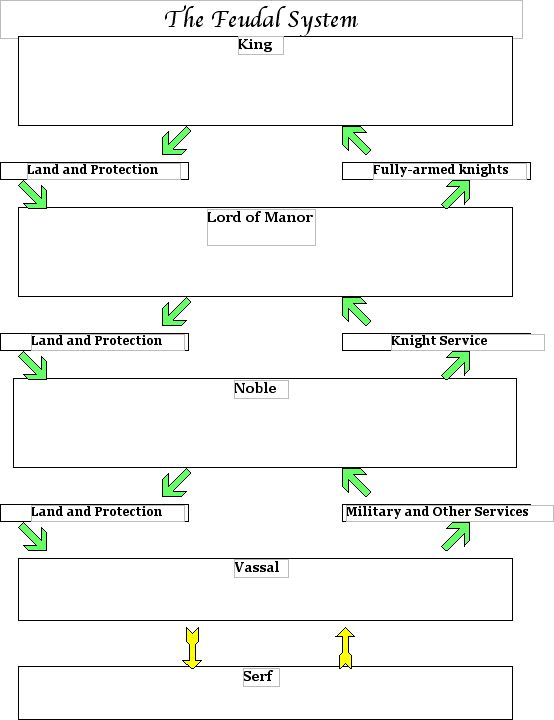 The Feudal System
King
Land and Protection
Fully-armed knights
Lord of Manor
Land and Protection
Knight Service
Noble
Land and Protection
Military and Other Services
Vassal
Serf